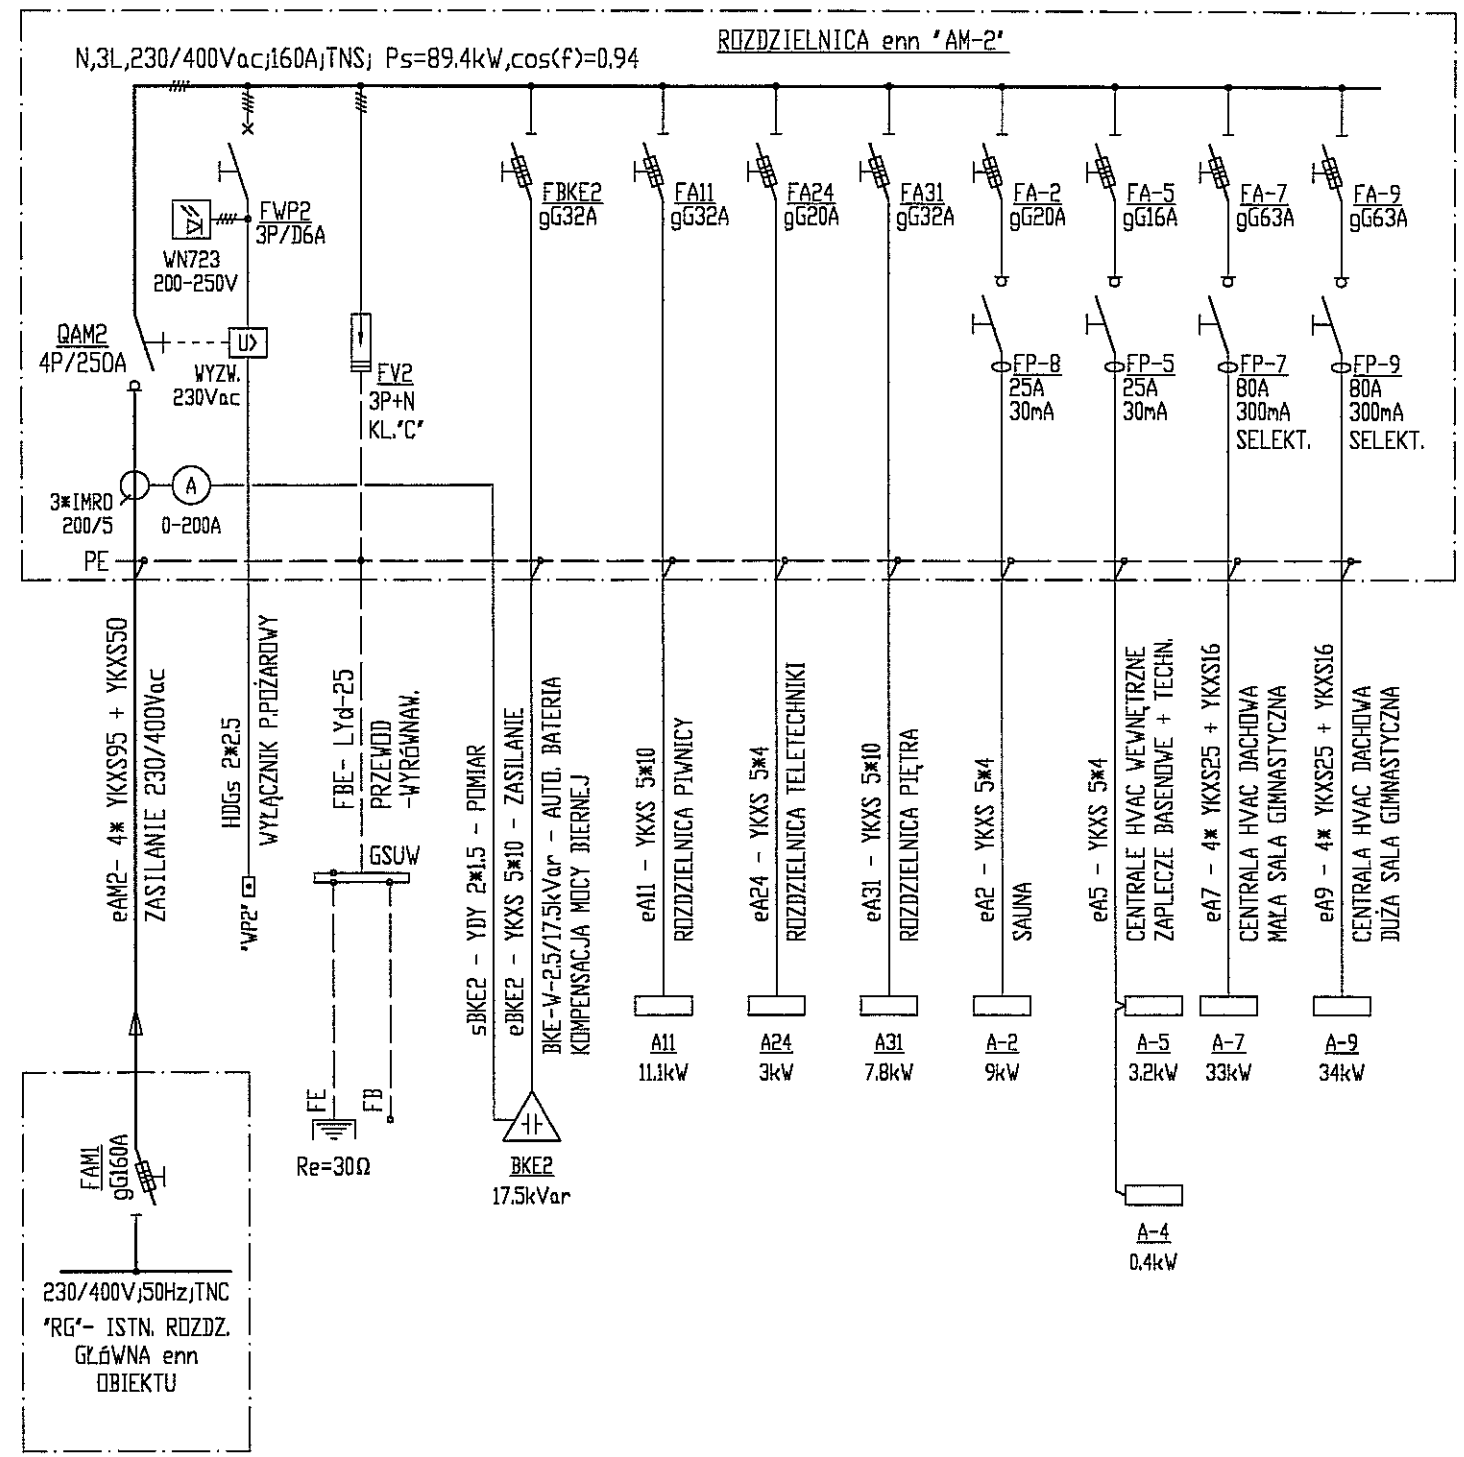 ROZDZIELNICA enn "AM-2"
N,3L,230/400Vac;160A;TNS; Ps=89.4kW,cos(f)=0.94
FWP2
3P/D6A
WN723
200-250V
QAM2
4P/250A
U>
WYZW.
230Vac
FV2
3P+N
KL."C"
3*IMRO
200/5
A
0-200A
PE
FBKE2
gG32A
FA11
gG32A
FA24
gG20A
FA31
gG32A
FA-2
gG20A
FA-5
gG16A
FA-7
gG63A
FA-9
gG63A
FP-8
25A
30mA
FP-5
25A
30mA
FP-7
80A
300mA
SELEKT.
FP-9
80A
300mA
SELEKT.
eAM2- 4* YKXS95 + YKXS50
ZASILANIE 230/400Vac
HDGs 2*2.5
WYŁĄCZNIK P.POŻAROWY
"WP2"
FBE- LYd-25
PRZEWOD
-WYRÓWNAW.
GSUW
FE
FB
Re=30Ω
sBKE2 - YDY 2*1.5 - POMIAR
eBKE2 - YKXS 5*10 - ZASILANIE
BKE-W-2.5/17.5kVar - AUTO. BATERIA
KOMPENSACJA MOCY BIERNEJ
BKE2
17.5kVar
eA11 - YKXS 5*10
ROZDZIELNICA PIWNICY
A11
11.1kW
eA24 - YKXS 5*4
ROZDZIELNICA TELETECHNIKI
A24
3kW
eA31 - YKXS 5*10
ROZDZIELNICA PIĘTRA
A31
7.8kW
eA2 - YKXS 5*4
SAUNA
A-2
9kW
eA5 - YKXS 5*4
CENTRALE HVAC WEWNĘTRZNE
ZAPLECZE BASENOWE + TECHN.
A-5
3.2kW
A-4
0.4kW
eA7 - 4* YKXS25 + YKXS16
CENTRALA HVAC DACHOWA
MAŁA SALA GIMNASTYCZNA
A-7
33kW
eA9 - 4* YKXS25 + YKXS16
CENTRALA HVAC DACHOWA
DUŻA SALA GIMNASTYCZNA
A-9
34kW
FAM1
gG160A
230/400V;50Hz;TNC
"RG"- ISTN. ROZDZ.
GŁÓWNA enn
OBIEKTU